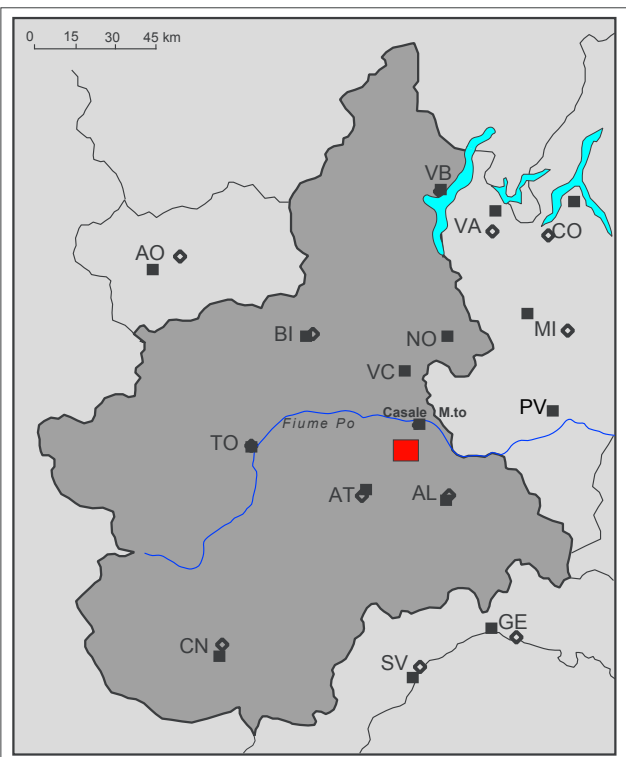 0 15 30 45 km
VB
VA
CO
AO
BI
NO
MI
VC
Casale M.to
PV
Fiume Po
TO
AT
AL
CN
GE
SV